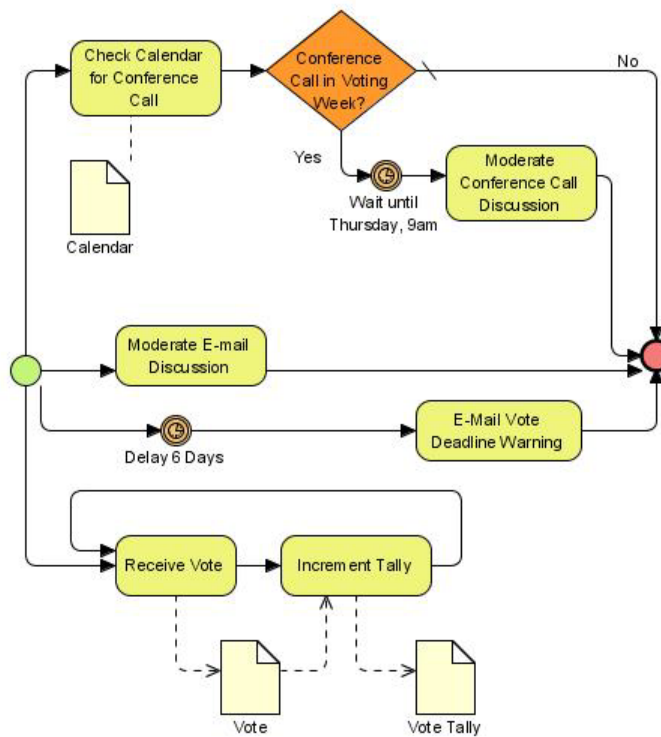 Check Calendar
for Conference
Call
Conference
Call in Voting
Week?
No
Yes
Wait until
Thursday, 9am
Moderate
Conference Call
Discussion
Calendar
Moderate E-mail
Discussion
Delay 6 Days
E-Mail Vote
Deadline Warning
Receive Vote
Increment Tally
Vote
Vote Tally